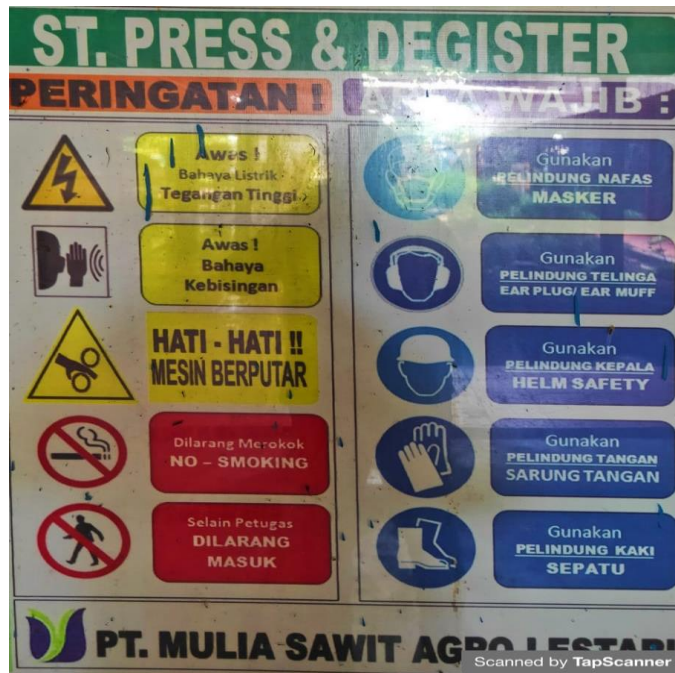 ST. PRESS & DEGISTER
PERINGATAN !
AREA WAJIB :
Awas !
Bahaya Listrik
Tegangan Tinggi
Awas !
Bahaya
Kebisingan
HATI - HATI !!
MESIN BERPUTAR
Dilarang Merokok
NO – SMOKING
Selain Petugas
DILARANG
MASUK
Gunakan
PELINDUNG NAFAS
MASKER
Gunakan
PELINDUNG TELINGA
EAR PLUG/ EAR MUFF
Gunakan
PELINDUNG KEPALA
HELM SAFETY
Gunakan
PELINDUNG TANGAN
SARUNG TANGAN
Gunakan
PELINDUNG KAKI
SEPATU
PT. MULIA SAWIT AGRO LESTARI
Scanned by TapScanner